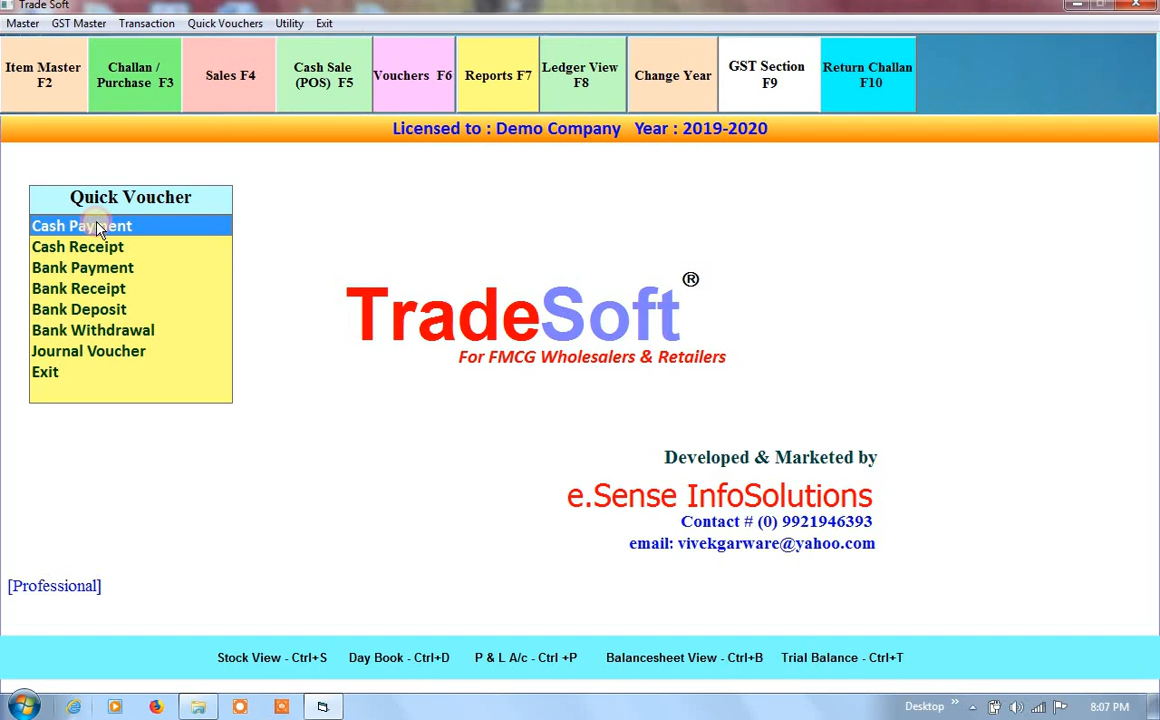 Trade Soft
Master GST Master Transaction Quick Vouchers Utility Exit
Item Master F2
Challan / Purchase F3
Sales F4
Cash Sale (POS) F5
Vouchers F6
Reports F7
Ledger View F8
Change Year
GST Section F9
Return Challan F10
Licensed to : Demo Company Year : 2019-2020
Quick Voucher
Cash Payment
Cash Receipt
Bank Payment
Bank Receipt
Bank Deposit
Bank Withdrawal
Journal Voucher
Exit
TradeSoft®
For FMCG Wholesalers & Retailers
Developed & Marketed by
e.Sense InfoSolutions
Contact # (0) 9921946393
email: vivekgarware@yahoo.com
[Professional]
Stock View - Ctrl+S Day Book - Ctrl+D P & L A/c - Ctrl +P Balancesheet View - Ctrl+B Trial Balance - Ctrl+T
Desktop » 8:07 PM